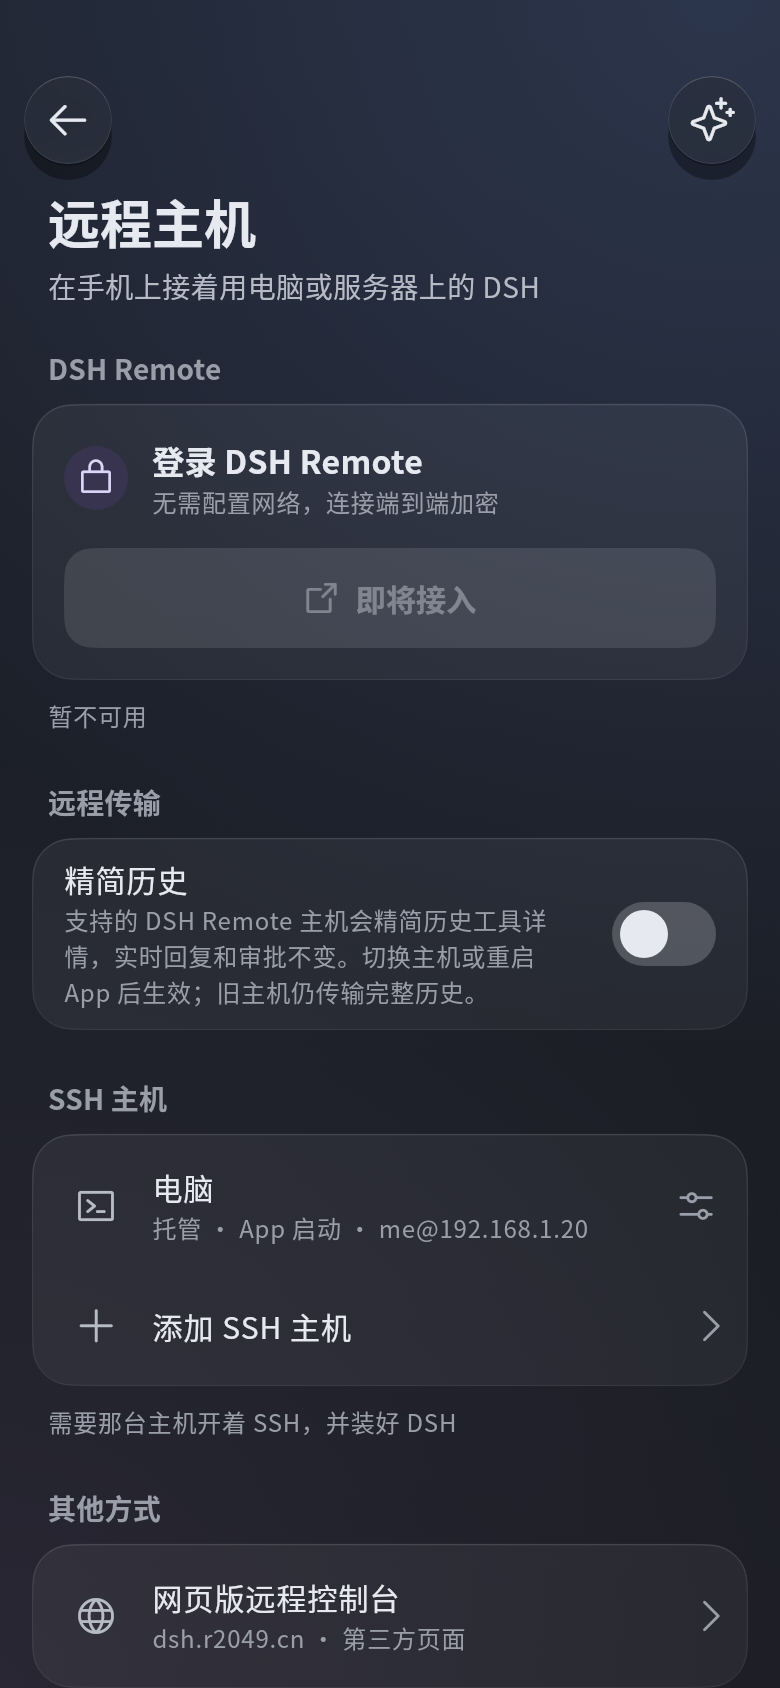 远程主机
在手机上接着用电脑或服务器上的 DSH
DSH Remote
登录 DSH Remote
无需配置网络，连接端到端加密
即将接入
暂不可用
远程传输
精简历史
支持的 DSH Remote 主机会精简历史工具详
情，实时回复和审批不变。切换主机或重启
App 后生效；旧主机仍传输完整历史。
SSH 主机
电脑
托管 · App 启动 · me@192.168.1.20
添加 SSH 主机
需要那台主机开着 SSH，并装好 DSH
其他方式
网页版远程控制台
dsh.r2049.cn · 第三方页面